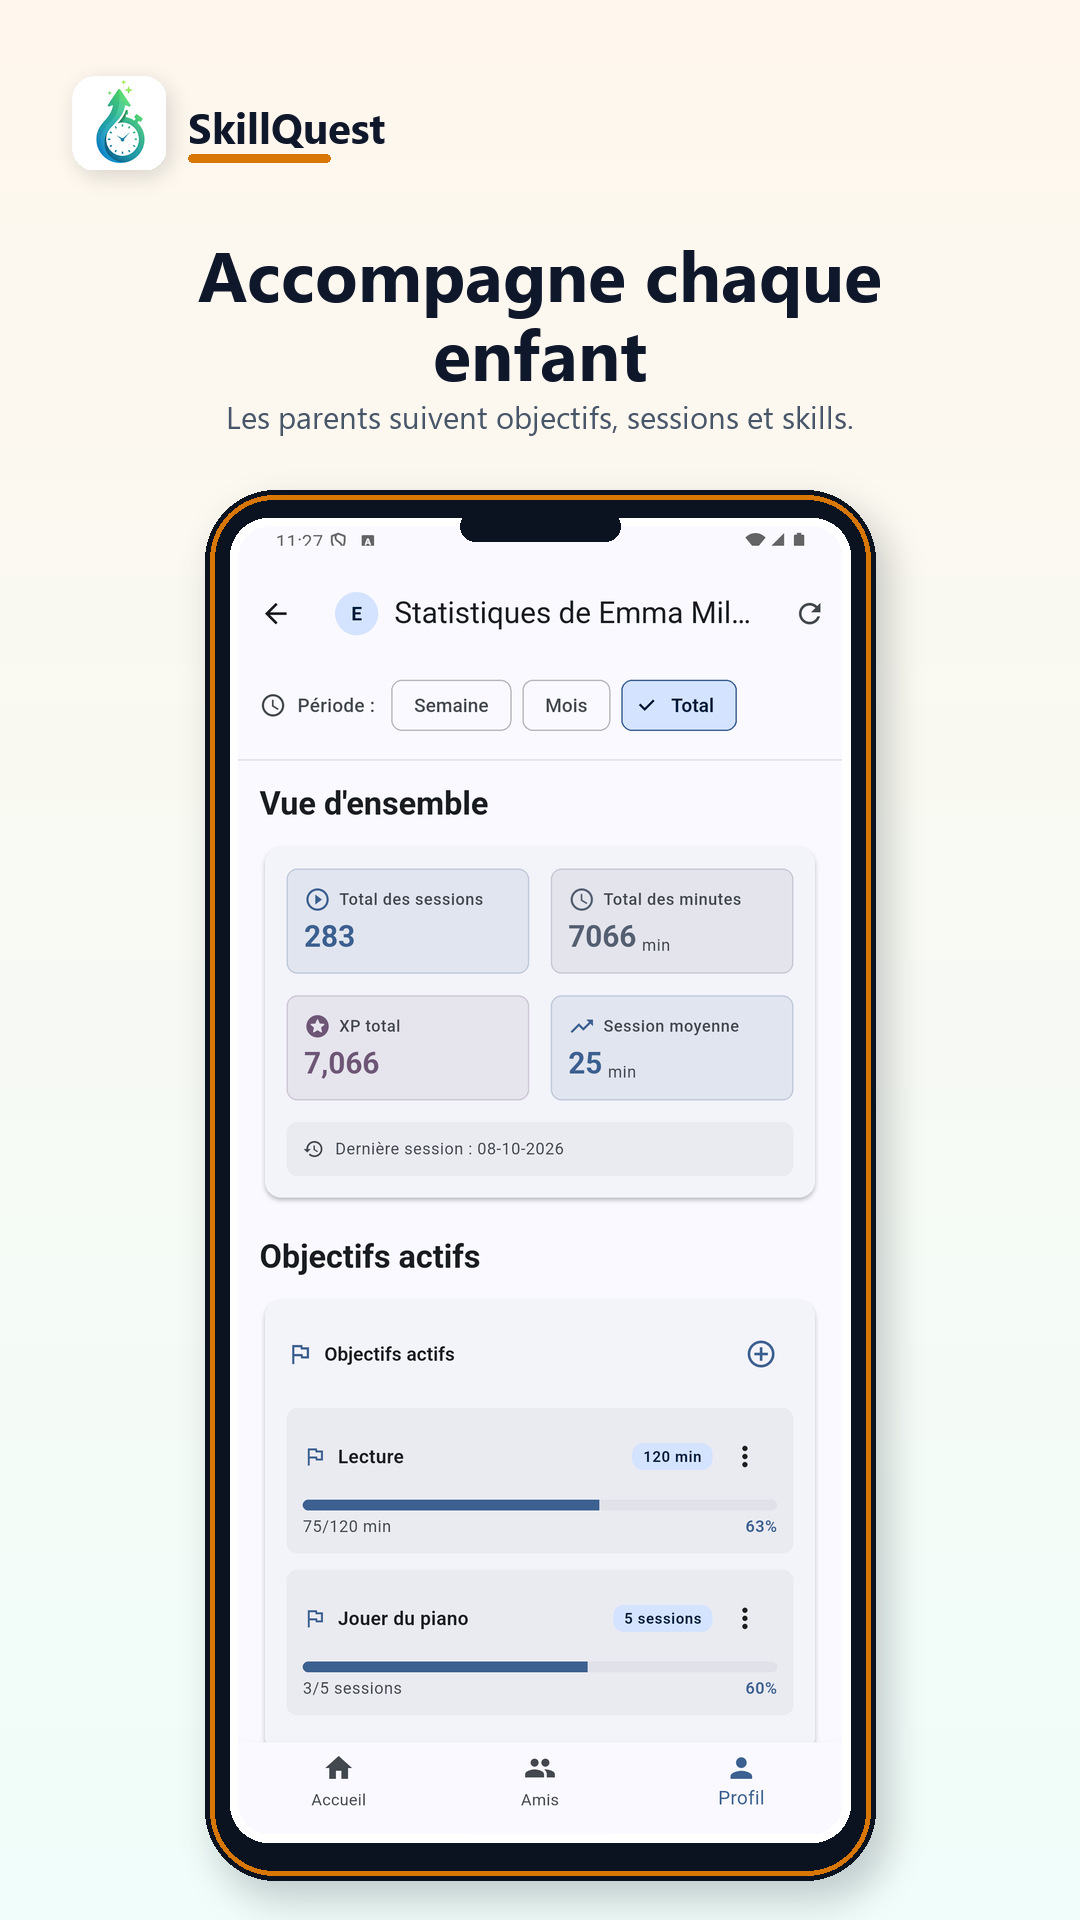 SkillQuest
Accompagne chaque
enfant
Les parents suivent objectifs, sessions et skills.
11:27
E
Statistiques de Emma Mil...
Période :
Semaine
Mois
Total
Vue d'ensemble
Total des sessions
283
Total des minutes
7066 min
XP total
7,066
Session moyenne
25 min
Dernière session : 08-10-2026
Objectifs actifs
Objectifs actifs
Lecture
120 min
75/120 min
63%
Jouer du piano
5 sessions
3/5 sessions
60%
Accueil
Amis
Profil